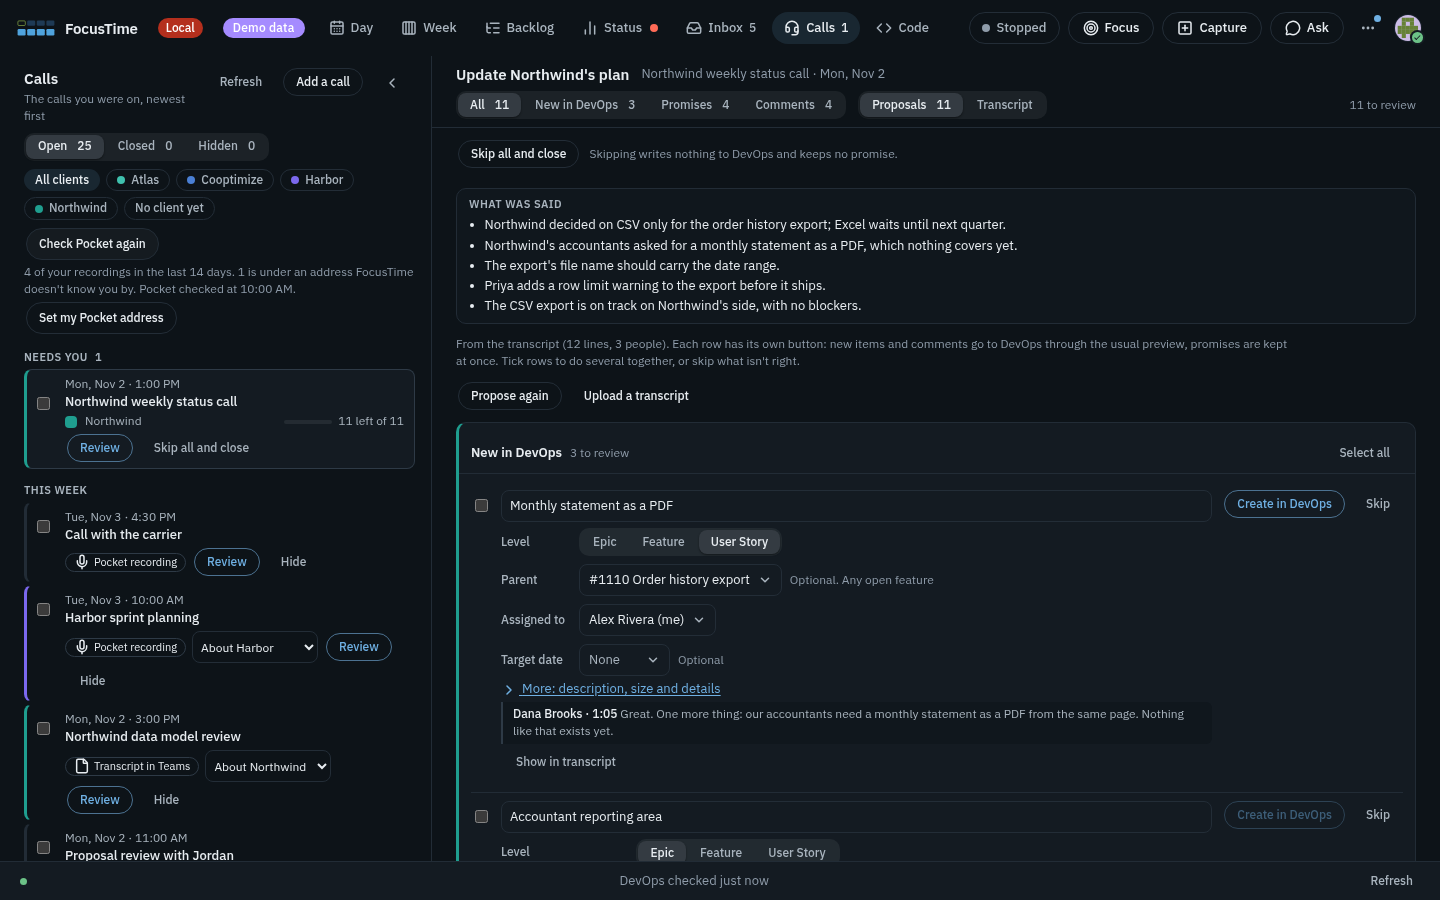 FocusTime
Local
Demo data
Day
Week
Backlog
Status
Inbox 5
Calls 1
Code
Stopped
Focus
Capture
Ask
Calls
The calls you were on, newest
first
Refresh
Add a call
Open 25
Closed 0
Hidden 0
All clients
Atlas
Cooptimize
Harbor
Northwind
No client yet
Check Pocket again
4 of your recordings in the last 14 days. 1 is under an address FocusTime
doesn't know you by. Pocket checked at 10:00 AM.
Set my Pocket address
NEEDS YOU 1
Mon, Nov 2 · 1:00 PM
Northwind weekly status call
Northwind
11 left of 11
Review
Skip all and close
THIS WEEK
Tue, Nov 3 · 4:30 PM
Call with the carrier
Pocket recording
Review
Hide
Tue, Nov 3 · 10:00 AM
Harbor sprint planning
Pocket recording
About Harbor
Review
Hide
Mon, Nov 2 · 3:00 PM
Northwind data model review
Transcript in Teams
About Northwind
Review
Hide
Mon, Nov 2 · 11:00 AM
Proposal review with Jordan
Update Northwind's plan
Northwind weekly status call · Mon, Nov 2
All 11
New in DevOps 3
Promises 4
Comments 4
Proposals 11
Transcript
11 to review
Skip all and close
Skipping writes nothing to DevOps and keeps no promise.
WHAT WAS SAID
• Northwind decided on CSV only for the order history export; Excel waits until next quarter.
• Northwind's accountants asked for a monthly statement as a PDF, which nothing covers yet.
• The export's file name should carry the date range.
• Priya adds a row limit warning to the export before it ships.
• The CSV export is on track on Northwind's side, with no blockers.
From the transcript (12 lines, 3 people). Each row has its own button: new items and comments go to DevOps through the usual preview, promises are kept
at once. Tick rows to do several together, or skip what isn't right.
Propose again
Upload a transcript
New in DevOps 3 to review
Select all
Monthly statement as a PDF
Create in DevOps
Skip
Level
Epic
Feature
User Story
Parent
#1110 Order history export
Optional. Any open feature
Assigned to
Alex Rivera (me)
Target date
None
Optional
More: description, size and details
Dana Brooks · 1:05 Great. One more thing: our accountants need a monthly statement as a PDF from the same page. Nothing
like that exists yet.
Show in transcript
Accountant reporting area
Create in DevOps
Skip
Level
Epic
Feature
User Story
DevOps checked just now
Refresh